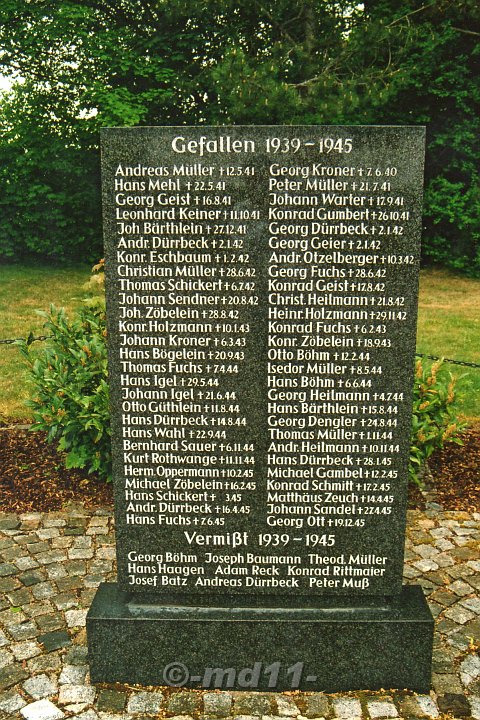 Gefallen 1939 - 1945
Andreas Müller +12.5.41
Hans Mehl +22.5.41
Georg Geist +16.8.41
Leonhard Keiner +11.10.41
Joh Bärthlein +27.12.41
Andr. Dürrbeck +2.1.42
Konr. Eschbaum +1.2.42
Christian Müller +28.6.42
Thomas Schickert +6.7.42
Johann Sendner +20.8.42
Joh. Zöbelein +28.8.42
Konr. Holzmann +10.1.43
Johann Kröner +6.3.43
Hans Bögelein +20.9.43
Thomas Fuchs +7.4.44
Hans Igel +29.5.44
Johann Igel +21.6.44
Otto Güthlein +11.8.44
Hans Dürrbeck +14.8.44
Hans Wahl +22.9.44
Bernhard Sauer +6.11.44
Kurt Rothwange +11.11.44
Herm. Oppermann +10.2.45
Michael Zöbelein +16.2.45
Hans Schickert + 3.45
Andr. Dürrbeck +16.4.45
Hans Fuchs +7.6.45
Georg Kröner +7.6.40
Peter Müller +21.7.41
Johann Warter +17.9.41
Konrad Gumbert +26.10.41
Georg Dürrbeck +2.1.42
Georg Geier +2.1.42
Andr. Otzelberger +10.3.42
Georg Fuchs +28.6.42
Konrad Geist +17.8.42
Christ. Heilmann +21.8.42
Heinr. Holzmann +29.11.42
Konrad Fuchs +6.2.43
Konr. Zöbelein +18.9.43
Otto Böhm +12.2.44
Isedor Müller +8.5.44
Hans Böhm +6.6.44
Georg Heilmann +4.7.44
Hans Bärthlein +15.8.44
Georg Dengler +24.8.44
Thomas Müller +1.11.44
Andr. Heilmann +10.11.44
Hans Dürrbeck +28.1.45
Michael Gambel +12.2.45
Konrad Schmitt +17.2.45
Matthäus Zeuch +14.4.45
Johann Sandel +27.4.45
Georg Ott +19.12.45
Vermißt 1939 - 1945
Georg Böhm Joseph Baumann Theod. Müller
Hans Haagen Adam Reck Konrad Rittmaier
Josef Batz Andreas Dürrbeck Peter Muß
©-md11-